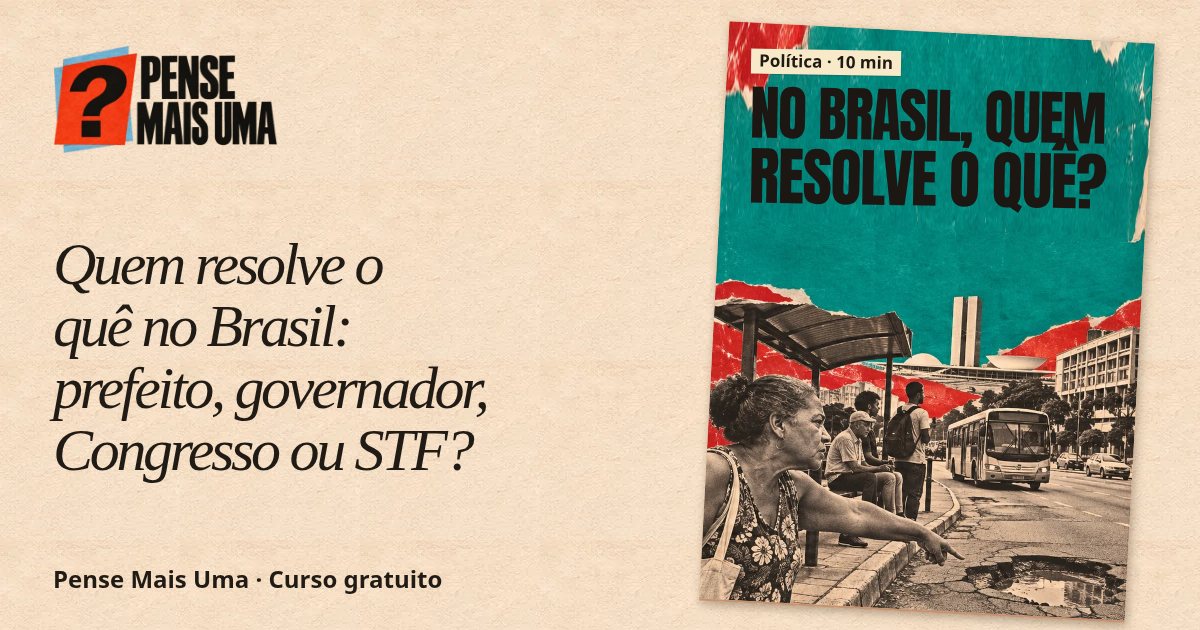 PENSE
MAIS UMA
Quem resolve o
quê no Brasil:
prefeito, governador,
Congresso ou STF?
Pense Mais Uma · Curso gratuito
Política · 10 min
NO BRASIL, QUEM
RESOLVE O QUÊ?